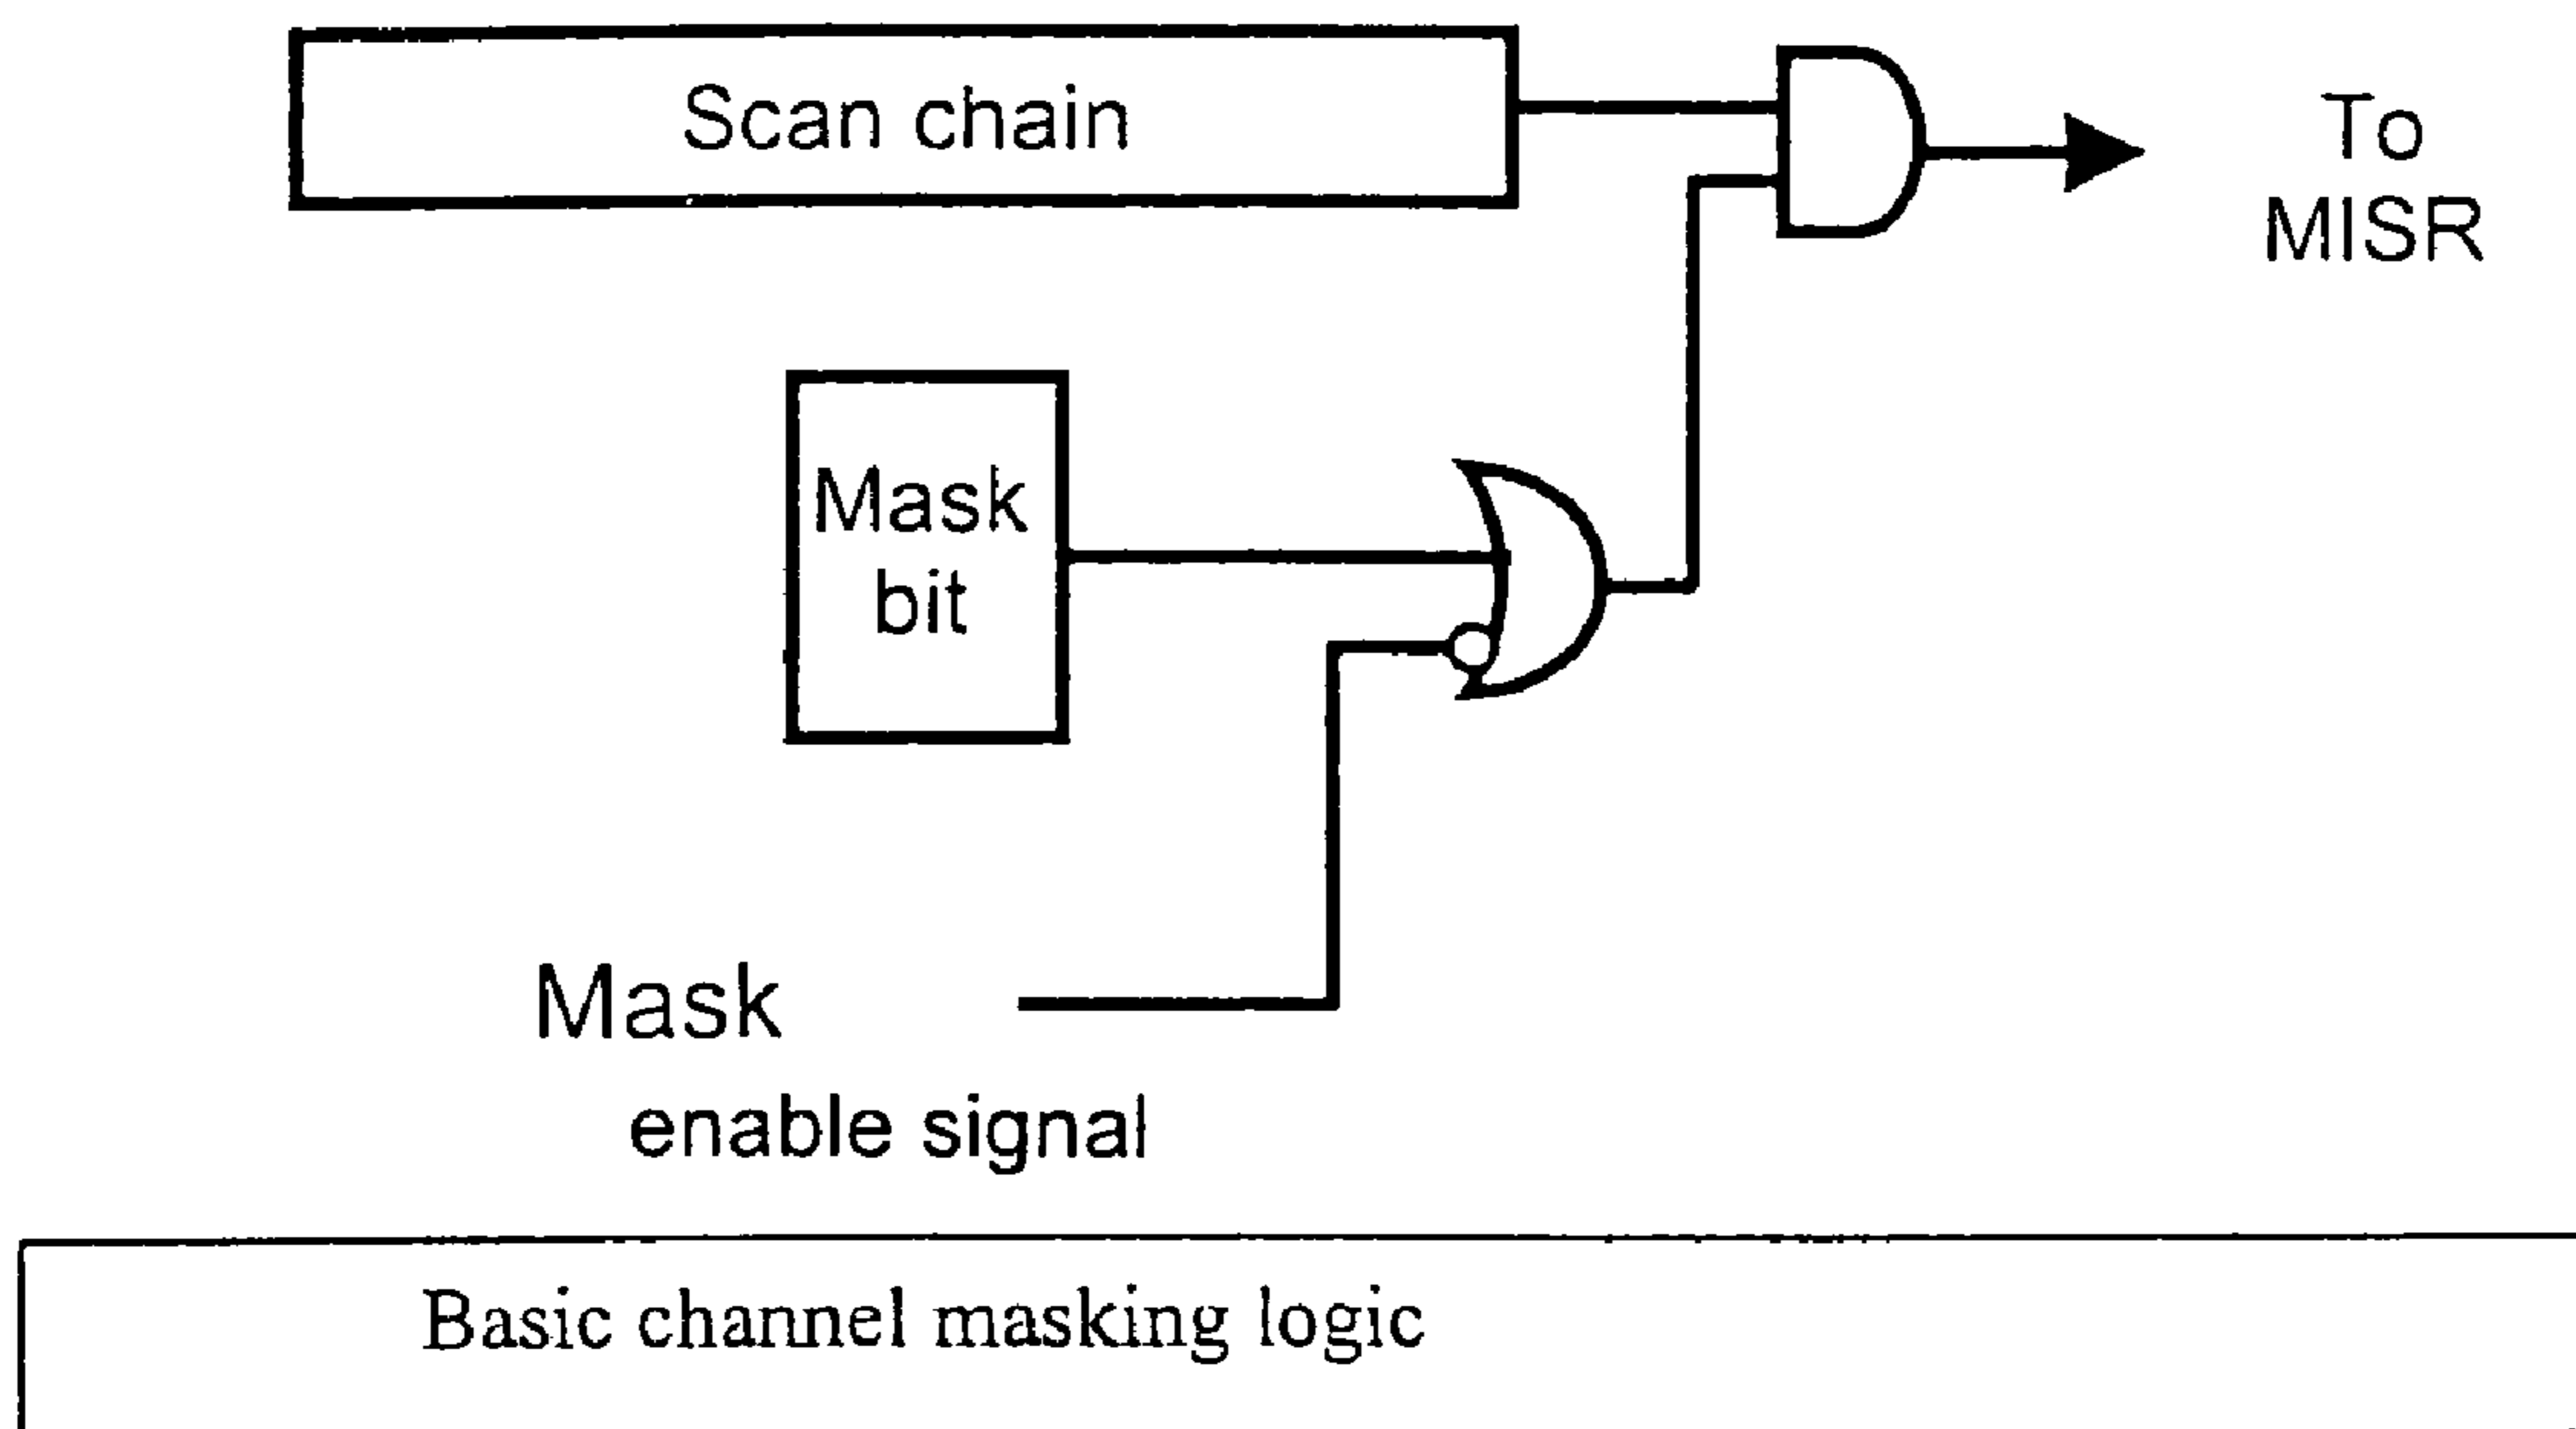 Scan chain
To
MISR
Mask
bit
Mask
enable signal
Basic channel masking logic